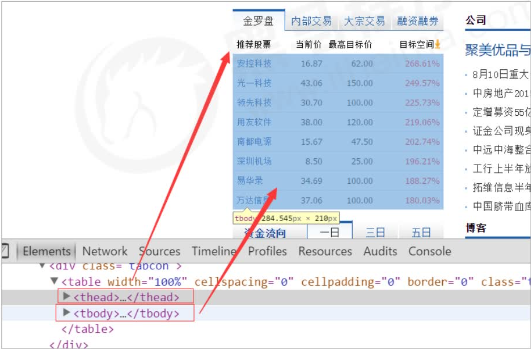 金罗盘 内部交易 大宗交易 融资融券 公司
推荐股票 当前价 最高目标价 目标空间
聚美优品
安控科技 16.87 62.00 268.61%
8月10日重大
光一科技 43.06 150.00 249.57%
中房地产201
特先科技 30.70 100.00 225.73%
定增募资55亿
用友软件 38.00 120.00 219.06%
证金公司现身
南都电源 15.67 47.50 202.74%
中远中海整合
深圳机场 8.50 25.00 196.21%
工行上半年
易华录 34.69 100.00 188.27%
拓维信息半年
万达信息 37.06 100.00 180.03%
中国脐带血库
tbody 284.545px × 210px
博客
资金流向 一日 三日 五日
Elements Network Sources Timeline Profiles Resources Audits Console
<div class="tabcon">
<table width="100%" cellspacing="0" cellpadding="0" border="0" class="t
<thead>…</thead>
<tbody>…</tbody>
</table>
</div>